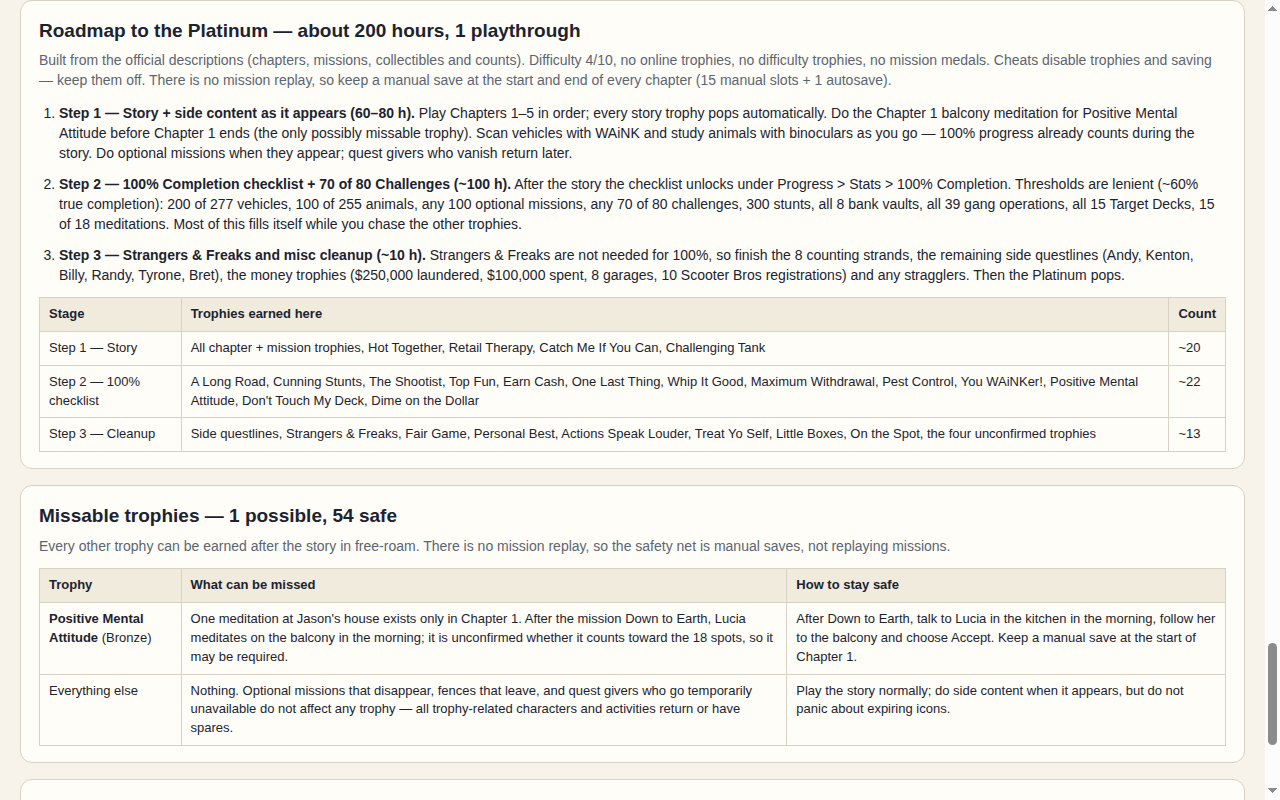 Roadmap to the Platinum — about 200 hours, 1 playthrough
Built from the official descriptions (chapters, missions, collectibles and counts). Difficulty 4/10, no online trophies, no difficulty trophies, no mission medals. Cheats disable trophies and saving
— keep them off. There is no mission replay, so keep a manual save at the start and end of every chapter (15 manual slots + 1 autosave).
1. Step 1 — Story + side content as it appears (60–80 h). Play Chapters 1–5 in order; every story trophy pops automatically. Do the Chapter 1 balcony meditation for Positive Mental
Attitude before Chapter 1 ends (the only possibly missable trophy). Scan vehicles with WAiNK and study animals with binoculars as you go — 100% progress already counts during the
story. Do optional missions when they appear; quest givers who vanish return later.
2. Step 2 — 100% Completion checklist + 70 of 80 Challenges (~100 h). After the story the checklist unlocks under Progress > Stats > 100% Completion. Thresholds are lenient (~60%
true completion): 200 of 277 vehicles, 100 of 255 animals, any 100 optional missions, any 70 of 80 challenges, 300 stunts, all 8 bank vaults, all 39 gang operations, all 15 Target Decks, 15
of 18 meditations. Most of this fills itself while you chase the other trophies.
3. Step 3 — Strangers & Freaks and misc cleanup (~10 h). Strangers & Freaks are not needed for 100%, so finish the 8 counting strands, the remaining side questlines (Andy, Kenton,
Billy, Randy, Tyrone, Bret), the money trophies ($250,000 laundered, $100,000 spent, 8 garages, 10 Scooter Bros registrations) and any stragglers. Then the Platinum pops.
Stage Trophies earned here Count
Step 1 — Story All chapter + mission trophies, Hot Together, Retail Therapy, Catch Me If You Can, Challenging Tank ~20
Step 2 — 100% A Long Road, Cunning Stunts, The Shootist, Top Fun, Earn Cash, One Last Thing, Whip It Good, Maximum Withdrawal, Pest Control, You WAiNKer!, Positive Mental ~22
checklist Attitude, Don't Touch My Deck, Dime on the Dollar
Step 3 — Cleanup Side questlines, Strangers & Freaks, Fair Game, Personal Best, Actions Speak Louder, Treat Yo Self, Little Boxes, On the Spot, the four unconfirmed trophies ~13
Missable trophies — 1 possible, 54 safe
Every other trophy can be earned after the story in free-roam. There is no mission replay, so the safety net is manual saves, not replaying missions.
Trophy What can be missed How to stay safe
Positive Mental One meditation at Jason's house exists only in Chapter 1. After the mission Down to Earth, Lucia After Down to Earth, talk to Lucia in the kitchen in the morning, follow her
Attitude (Bronze) meditates on the balcony in the morning; it is unconfirmed whether it counts toward the 18 spots, so it to the balcony and choose Accept. Keep a manual save at the start of
may be required. Chapter 1.
Everything else Nothing. Optional missions that disappear, fences that leave, and quest givers who go temporarily Play the story normally; do side content when it appears, but do not
unavailable do not affect any trophy — all trophy-related characters and activities return or have panic about expiring icons.
spares.